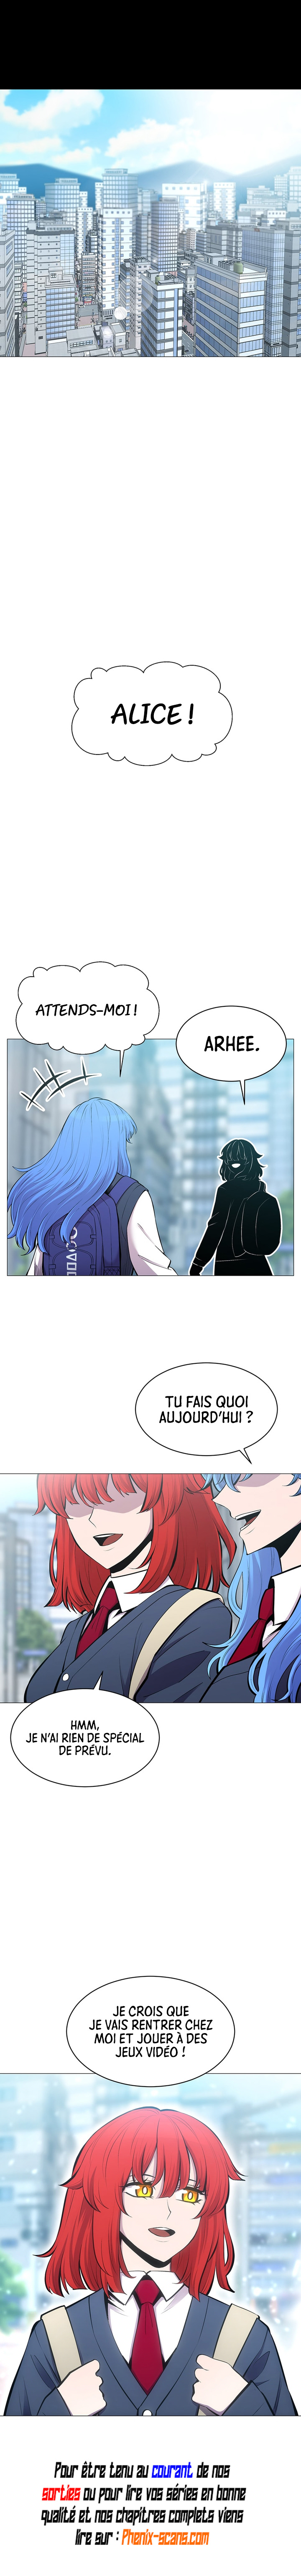 ALICE !
ATTENDS-MOI !
ARHEE.
TU FAIS QUOI
AUJOURD'HUI ?
HMM,
JE N'AI RIEN DE SPÉCIAL
DE PRÉVU.
JE CROIS QUE
JE VAIS RENTRER CHEZ
MOI ET JOUER À DES
JEUX VIDÉO !
Pour être tenu au courant de nos
sorties ou pour lire vos séries en bonne
qualité et nos chapitres complets viens
lire sur : Phenix-scans.com